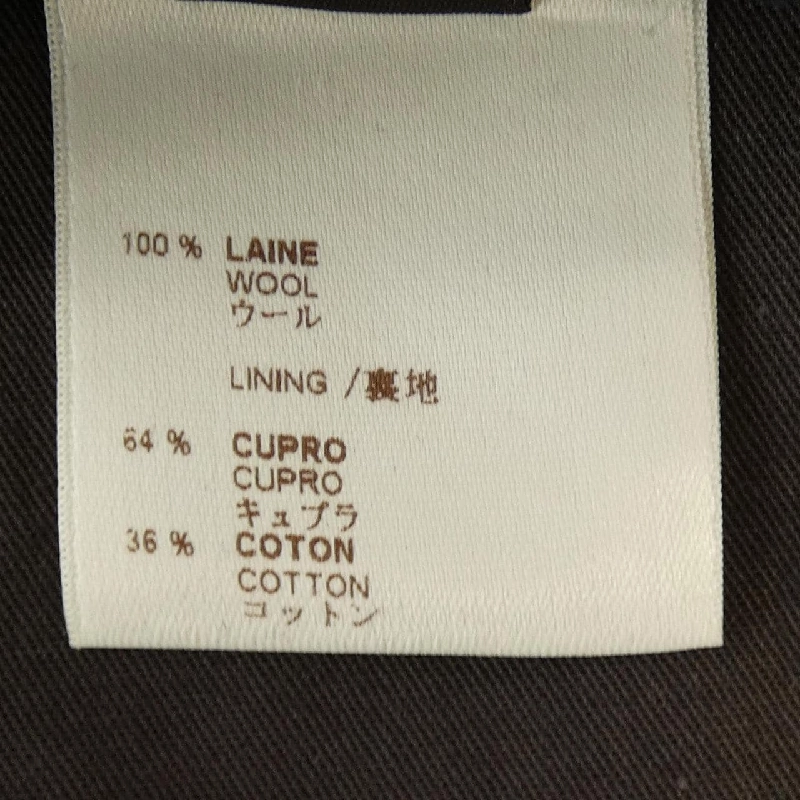 100 % LAINE
WOOL
ウール
LINING / 裏地
64 % CUPRO
CUPRO
キュプラ
36 % COTON
COTTON
コットン